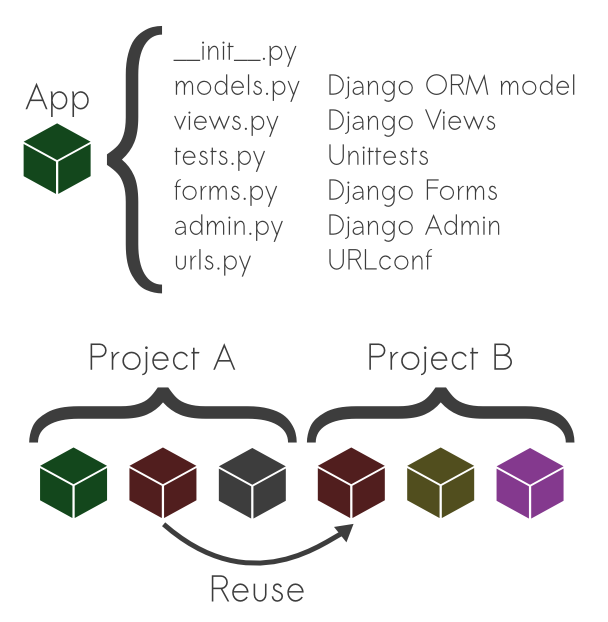 App
__init__.py
models.py Django ORM model
views.py Django Views
tests.py Unittests
forms.py Django Forms
admin.py Django Admin
urls.py URLconf
Project A
Project B
Reuse